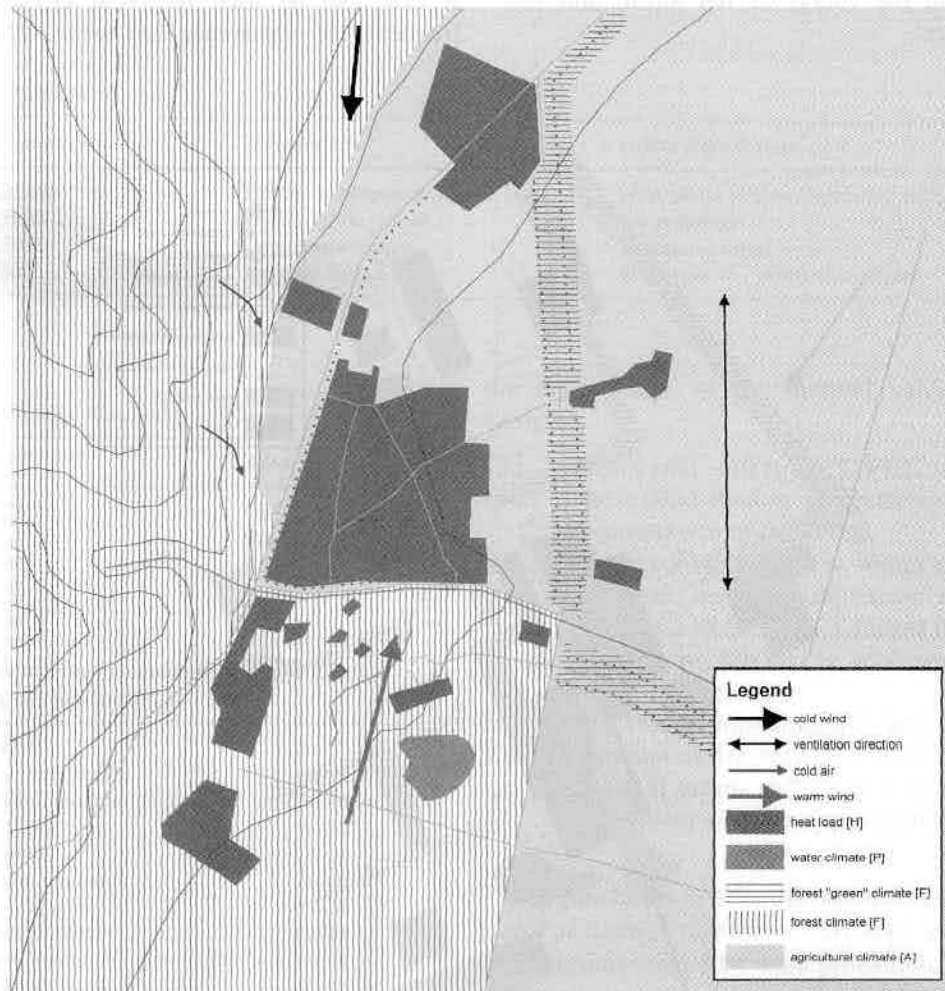 Legend
cold wind
ventilation direction
cold air
warm wind
heat load [H]
water climate [P]
forest "green" climate [F]
forest climate [F]
agricultural climate [A]